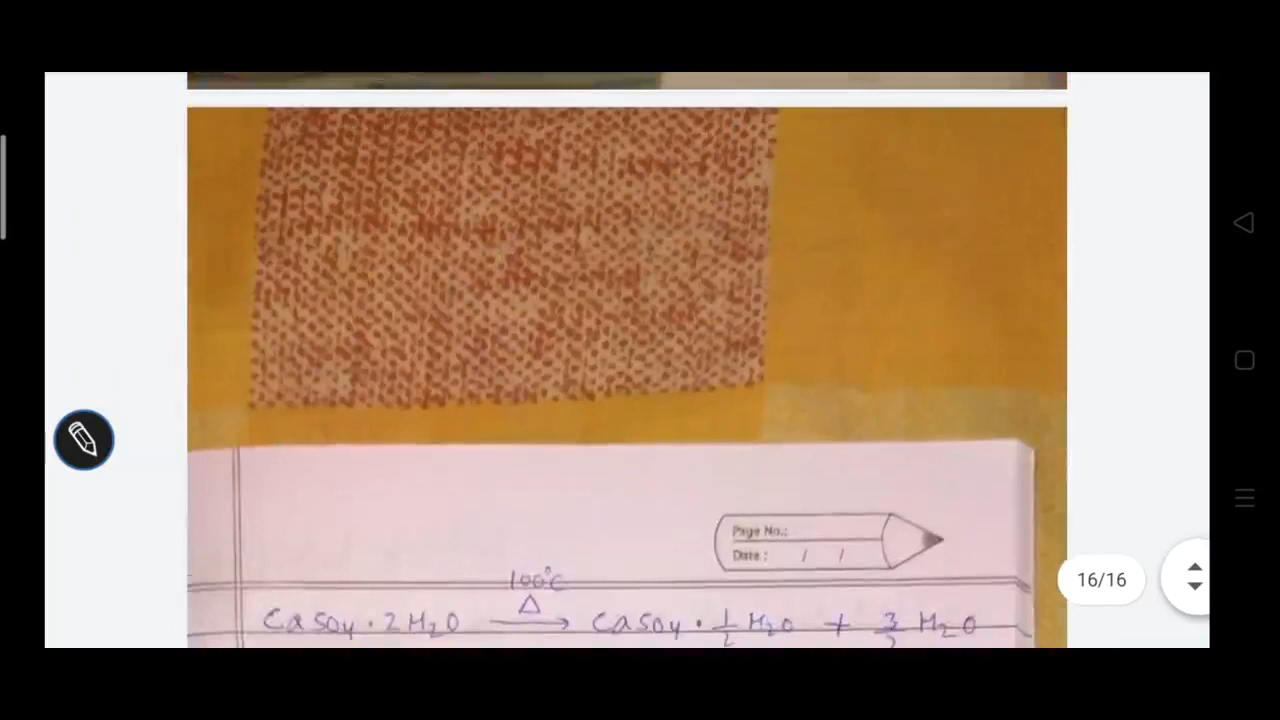 Page No.:
Date : / /
100°C
Δ
CaSO4 · 2H2O ⟶ CaSO4 · 1/2 H2O + 3/2 H2O
16/16